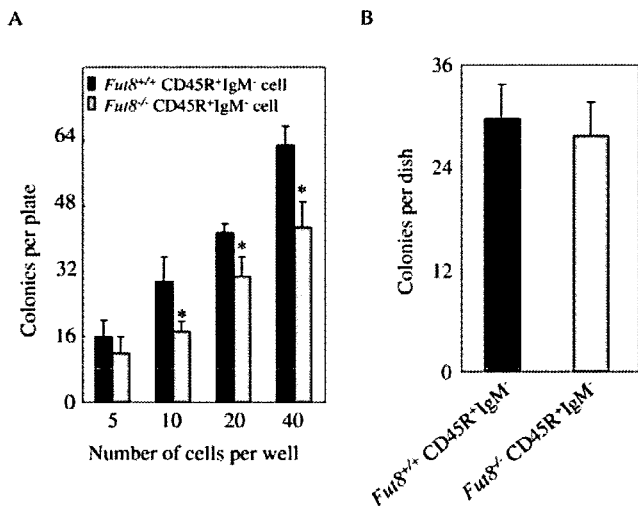 A
Fut8+/+ CD45R+IgM- cell
Fut8-/- CD45R+IgM- cell
64
48
32
16
0
Colonies per plate
*
*
*
5 10 20 40
Number of cells per well
B
36
24
12
0
Colonies per dish
Fut8+/+ CD45R+IgM-
Fut8-/- CD45R+IgM-